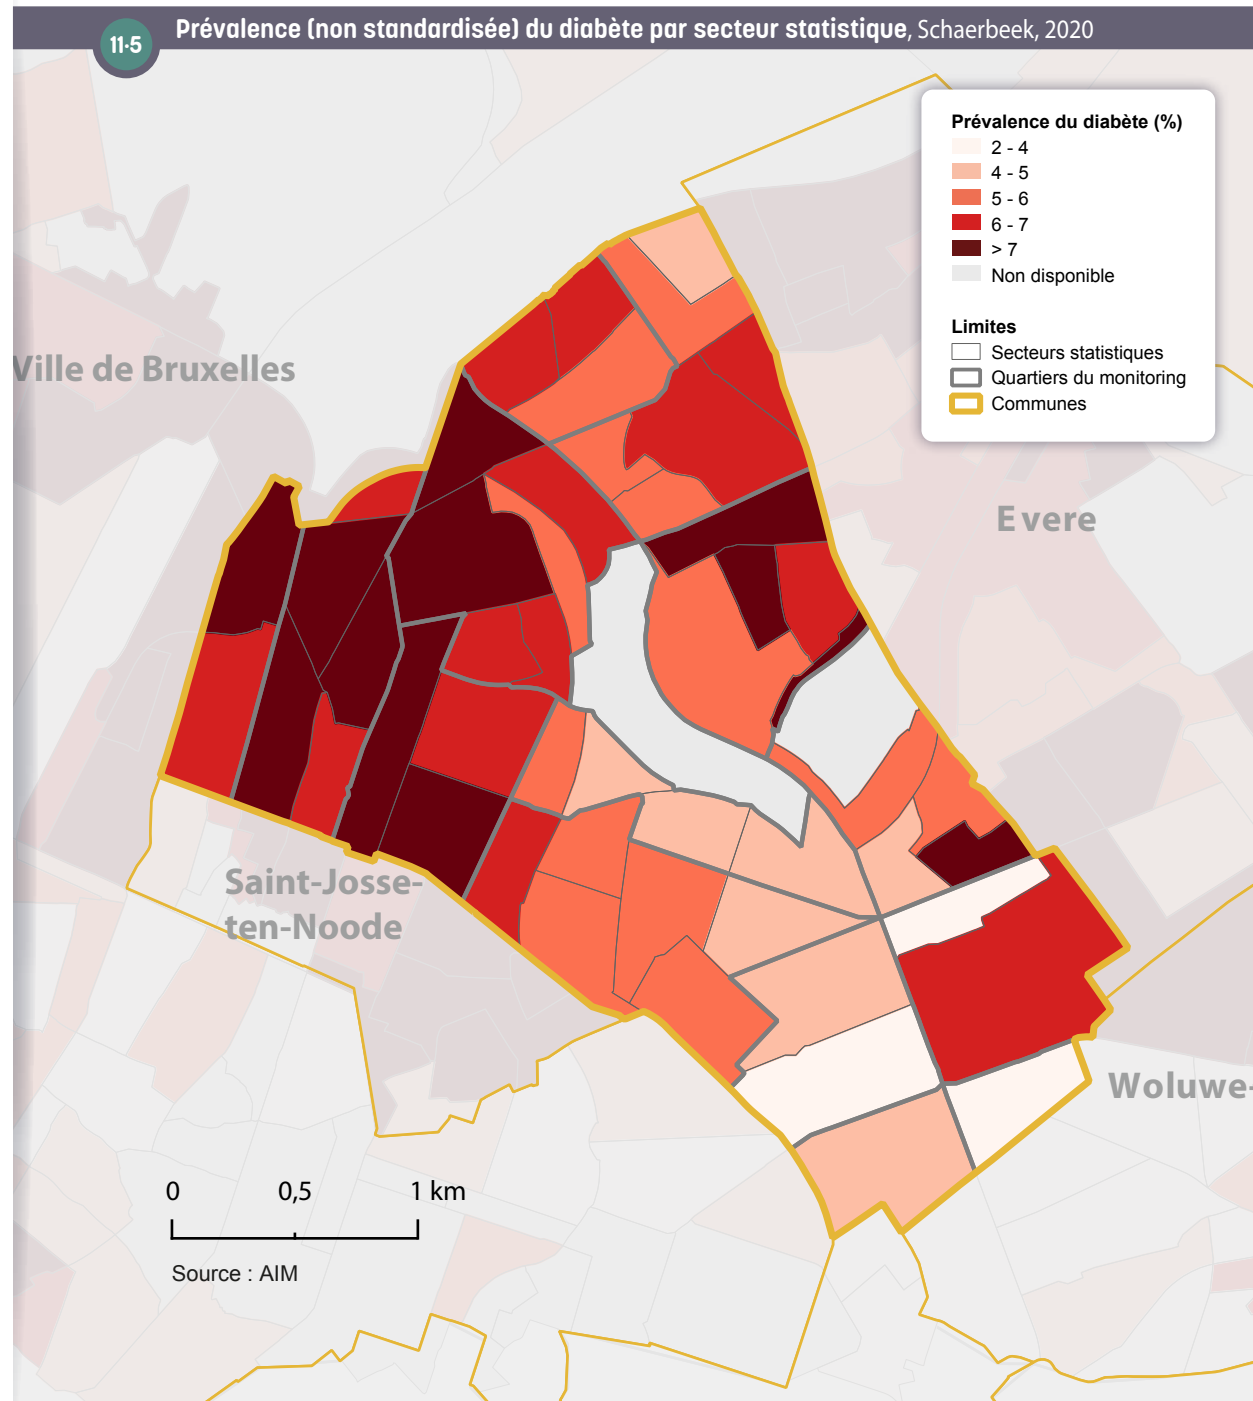 11·5
Prévalence (non standardisée) du diabète par secteur statistique, Schaerbeek, 2020
Prévalence du diabète (%)
2 - 4
4 - 5
5 - 6
6 - 7
> 7
Non disponible
Limites
Secteurs statistiques
Quartiers du monitoring
Communes
Ville de Bruxelles
Evere
Saint-Josse-
ten-Noode
Woluwe-
0 0,5 1 km
Source : AIM